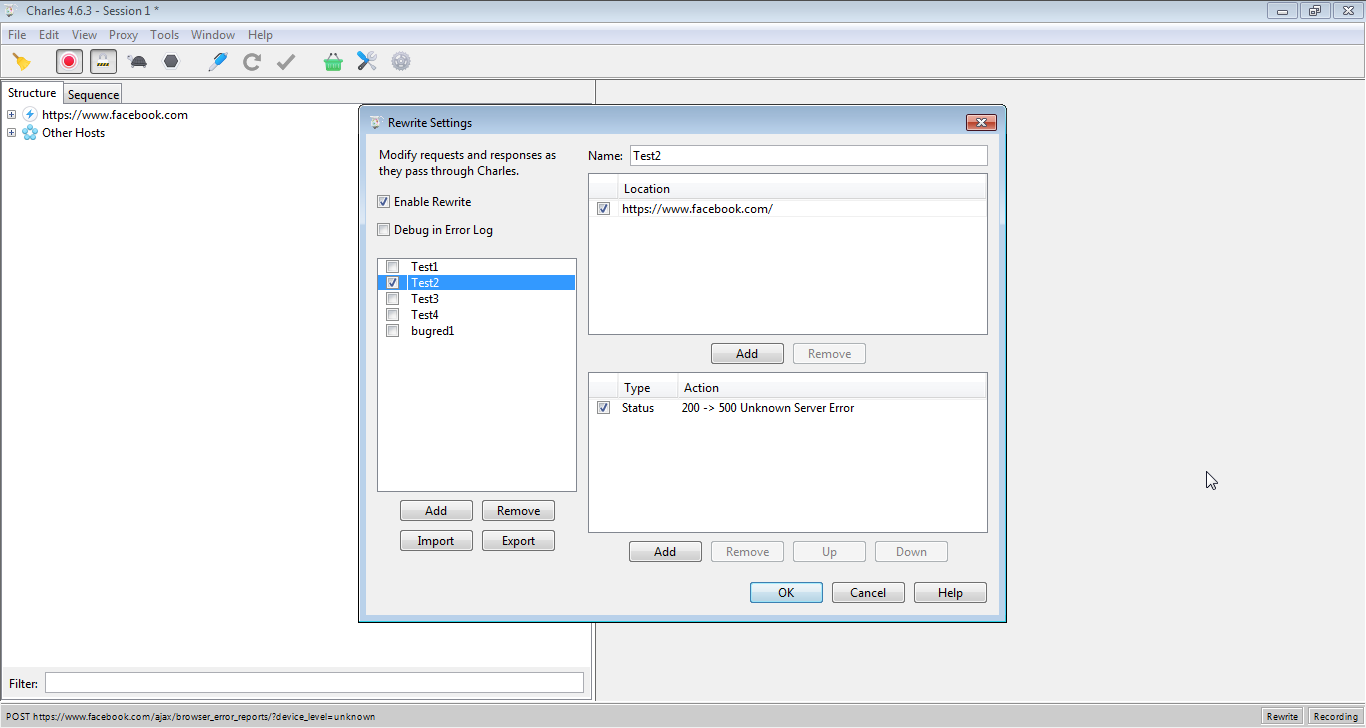 Charles 4.6.3 - Session 1 *
File Edit View Proxy Tools Window Help
Structure Sequence
https://www.facebook.com
Other Hosts
Rewrite Settings
Modify requests and responses as
they pass through Charles.
Enable Rewrite
Debug in Error Log
Test1
Test2
Test3
Test4
bugred1
Add Remove
Import Export
Name: Test2
Location
https://www.facebook.com/
Add Remove
Type Action
Status 200 -> 500 Unknown Server Error
Add Remove Up Down
OK Cancel Help
Filter:
POST https://www.facebook.com/ajax/browser_error_reports/?device_level=unknown
Rewrite Recording